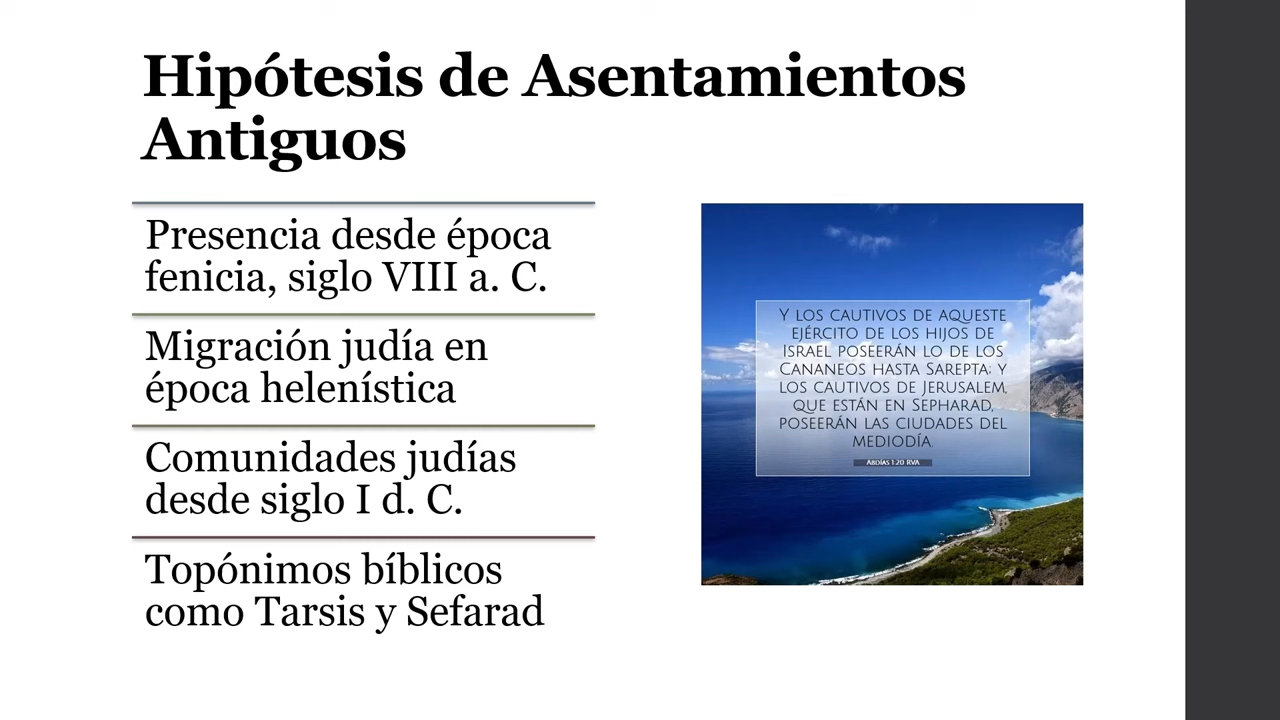 Hipótesis de Asentamientos
Antiguos
Presencia desde época
fenicia, siglo VIII a. C.
Migración judía en
época helenística
Comunidades judías
desde siglo I d. C.
Topónimos bíblicos
como Tarsis y Sefarad
Y los cautivos de aqueste
ejército de los hijos de
Israel poseerán lo de los
Cananeos hasta Sarepta; y
los cautivos de Jerusalem,
que están en Sepharad,
poseerán las ciudades del
mediodía.
Abdías 1:20 RVA